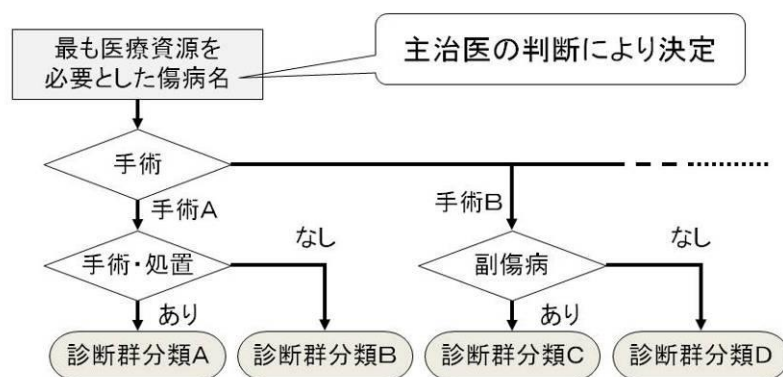 最も医療資源を
必要とした傷病名
主治医の判断により決定
手術
手術A
手術B
手術・処置
なし
副傷病
なし
あり
あり
診断群分類A
診断群分類B
診断群分類C
診断群分類D